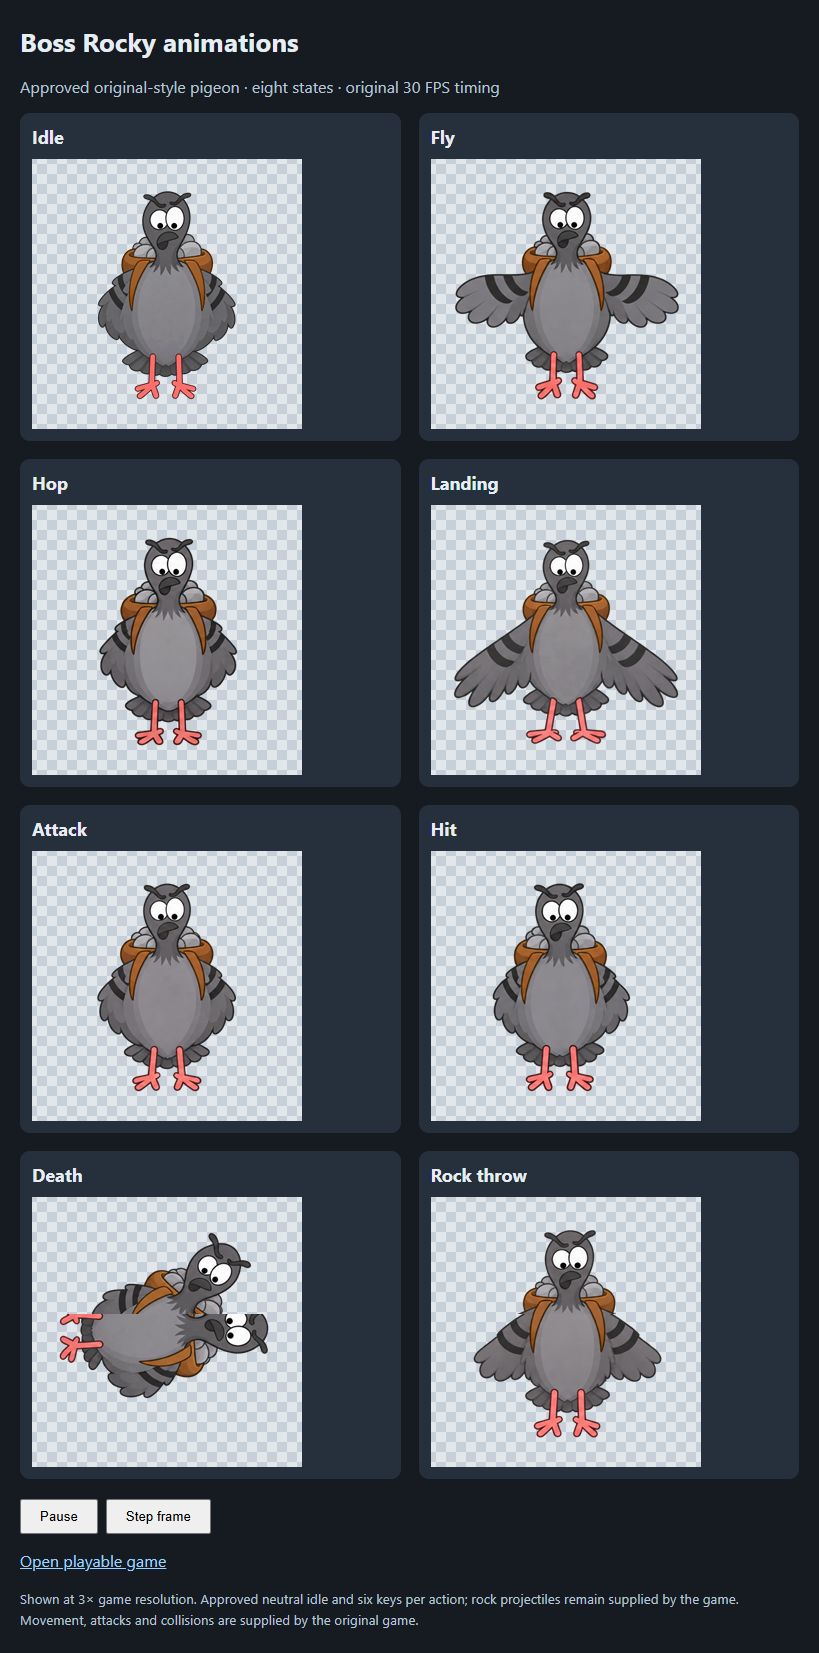 Boss Rocky animations
Approved original-style pigeon · eight states · original 30 FPS timing
Idle
Fly
Hop
Landing
Attack
Hit
Death
Rock throw
Pause
Step frame
Open playable game
Shown at 3× game resolution. Approved neutral idle and six keys per action; rock projectiles remain supplied by the game.
Movement, attacks and collisions are supplied by the original game.